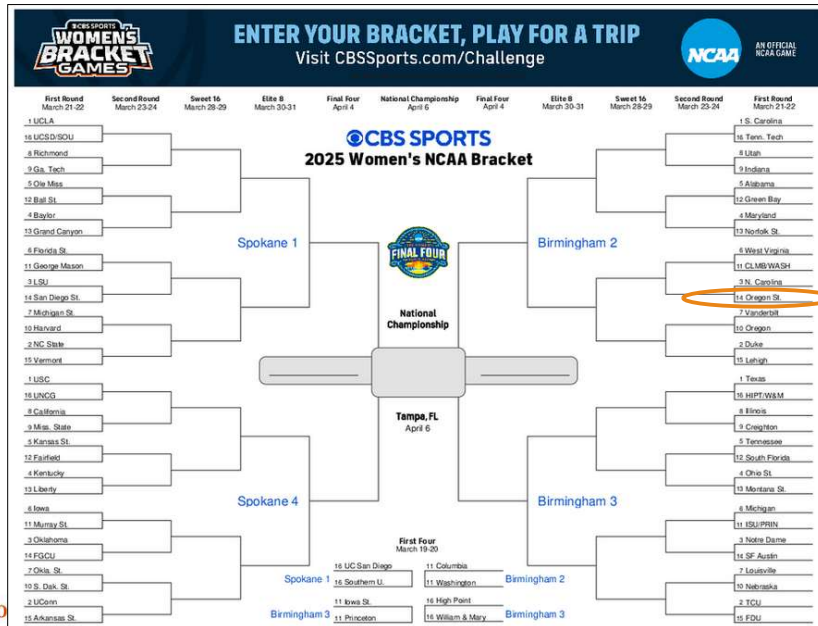 CBS SPORTS
WOMEN'S
BRACKET
GAMES
ENTER YOUR BRACKET, PLAY FOR A TRIP
Visit CBSSports.com/Challenge
NCAA
AN OFFICIAL
NCAA GAME
First Round Second Round Sweet 16 Elite 8 Final Four National Championship Final Four Elite 8 Sweet 16 Second Round First Round
March 21-22 March 23-24 March 28-29 March 30-31 April 4 April 6 April 4 March 30-31 March 28-29 March 23-24 March 21-22
CBS SPORTS
2025 Women's NCAA Bracket
1 UCLA
16 UCSD/SOU
8 Richmond
9 Ga. Tech
5 Ole Miss
12 Ball St.
4 Baylor
13 Grand Canyon
6 Florida St.
11 George Mason
3 LSU
14 San Diego St.
7 Michigan St.
10 Harvard
2 NC State
15 Vermont
Spokane 1
1 USC
16 UNCG
8 California
9 Miss. State
5 Kansas St.
12 Fairfield
4 Kentucky
13 Liberty
6 Iowa
11 Murray St.
3 Oklahoma
14 FGCU
7 Okla. St.
10 S. Dak. St.
2 UConn
15 Arkansas St.
Spokane 4
FINAL FOUR
National
Championship
Tampa, FL
April 6
1 S. Carolina
16 Tenn. Tech
8 Utah
9 Indiana
5 Alabama
12 Green Bay
4 Maryland
13 Norfolk St.
6 West Virginia
11 CLMB/WASH
3 N. Carolina
14 Oregon St.
7 Vanderbilt
10 Oregon
2 Duke
15 Lehigh
Birmingham 2
1 Texas
16 HIPT/W&M
8 Illinois
9 Creighton
5 Tennessee
12 South Florida
4 Ohio St.
13 Montana St.
6 Michigan
11 ISU/PRIN
3 Notre Dame
14 SF Austin
7 Louisville
10 Nebraska
2 TCU
15 FDU
Birmingham 3
First Four
March 19-20
Spokane 1
16 UC San Diego
16 Southern U.
11 Columbia
11 Washington
Birmingham 2
Birmingham 3
11 Iowa St.
11 Princeton
16 High Point
16 William & Mary
Birmingham 3